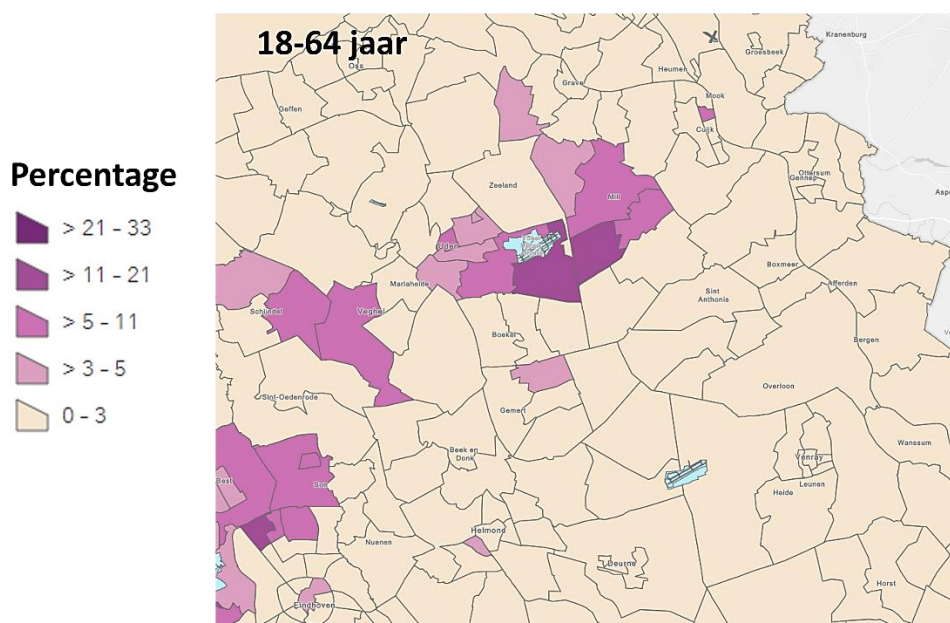 18-64 jaar
Percentage
> 21 - 33
> 11 - 21
> 5 - 11
> 3 - 5
0 - 3
Kranenburg
Groesbeek
Oss
Heumen
Grave
Geffen
Mook
Cuijk
Ottersum
Gennep
Zeeland
Mill
Uden
Boxmeer
Mariaheide
Sint
Anthonis
Afferden
Schijndel
Veghel
Boekel
Bergen
Overloon
Sint-Oedenrode
Gemert
Wanssum
Beek en
Donk
Venray
Best
Son
Leunen
Heide
Helmond
Nuenen
Deurne
Horst
Eindhoven